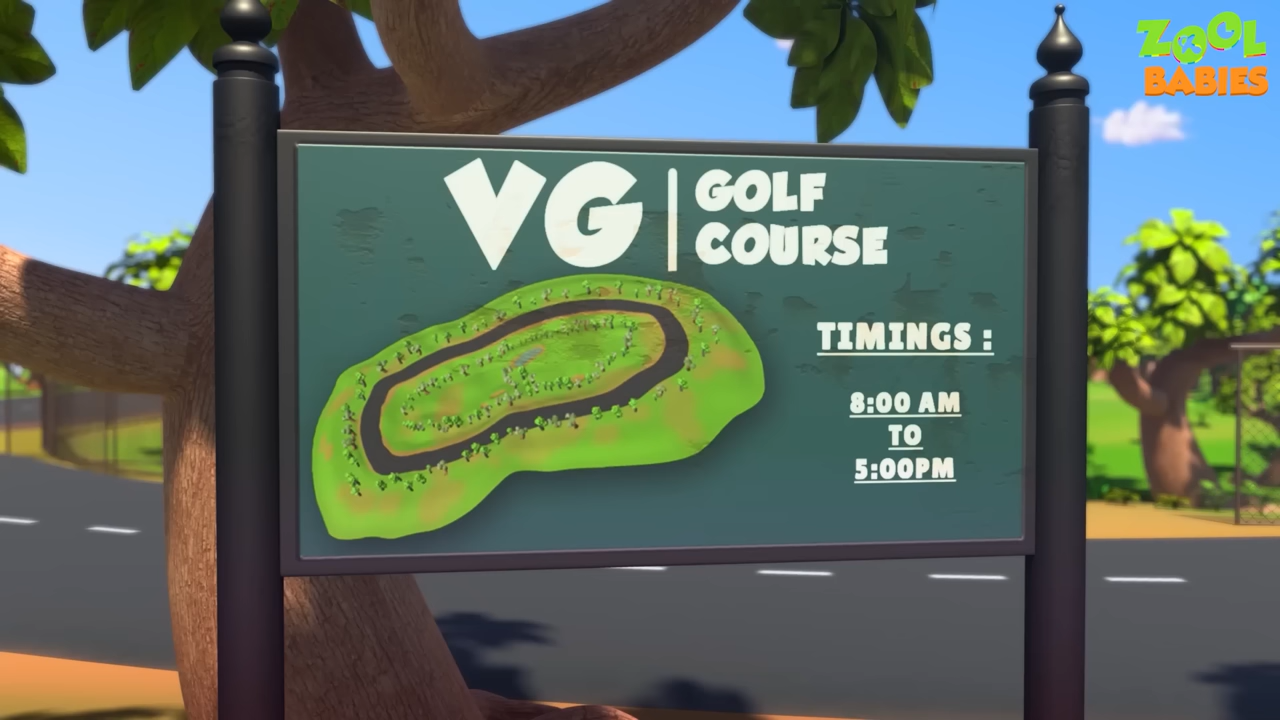 ZOOL
BABIES
VG | GOLF
COURSE
TIMINGS :
8:00 AM
TO
5:00PM